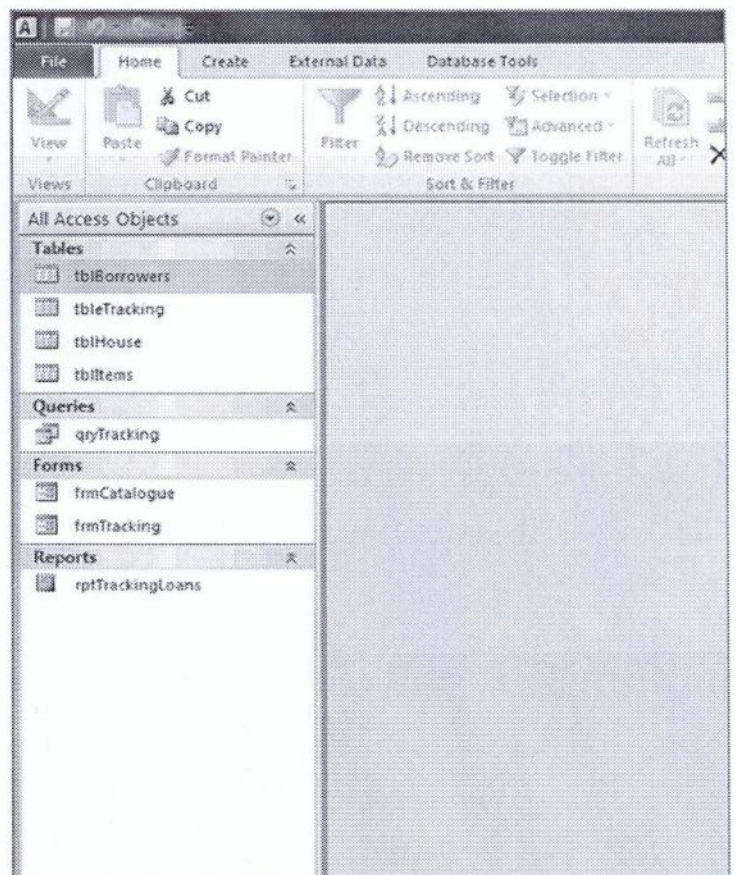 A
File Home Create External Data Database Tools
View
Paste
Cut
Copy
Format Painter
Filter
Ascending
Descending
Remove Sort
Selection
Advanced
Toggle Filter
Refresh All
Views Clipboard Sort & Filter
All Access Objects
Tables
tblBorrowers
tbleTracking
tblHouse
tblItems
Queries
qryTracking
Forms
frmCatalogue
frmTracking
Reports
rptTrackingLoans